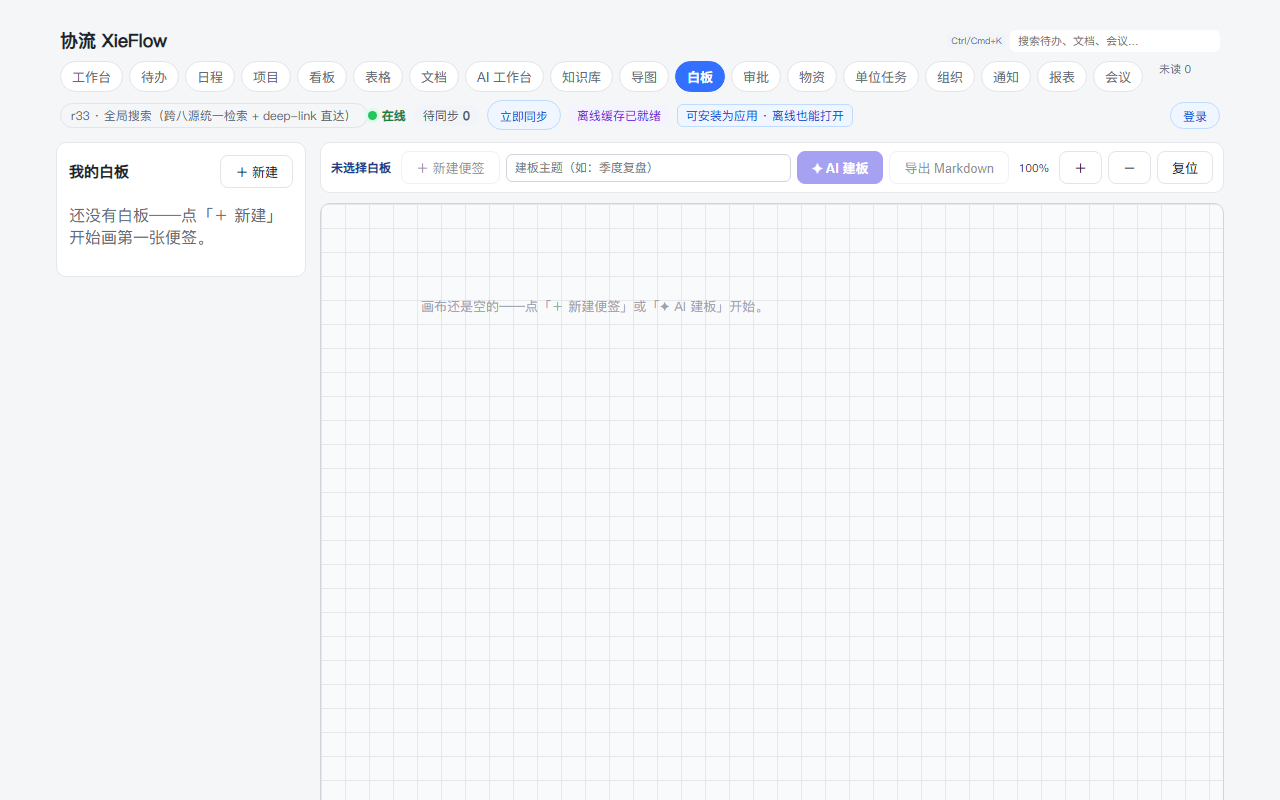 协流 XieFlow
Ctrl/Cmd+K 搜索待办、文档、会议...
工作台 待办 日程 项目 看板 表格 文档 AI 工作台 知识库 导图 白板 审批 物资 单位任务 组织 通知 报表 会议 未读 0
r33 · 全局搜索（跨八源统一检索 + deep-link 直达） 在线 待同步 0 立即同步 离线缓存已就绪 可安装为应用 · 离线也能打开 登录
我的白板 ＋ 新建
还没有白板——点「＋ 新建」
开始画第一张便签。
未选择白板 ＋ 新建便签 建板主题（如：季度复盘） ✦ AI 建板 导出 Markdown 100% ＋ － 复位
画布还是空的——点「＋ 新建便签」或「✦ AI 建板」开始。